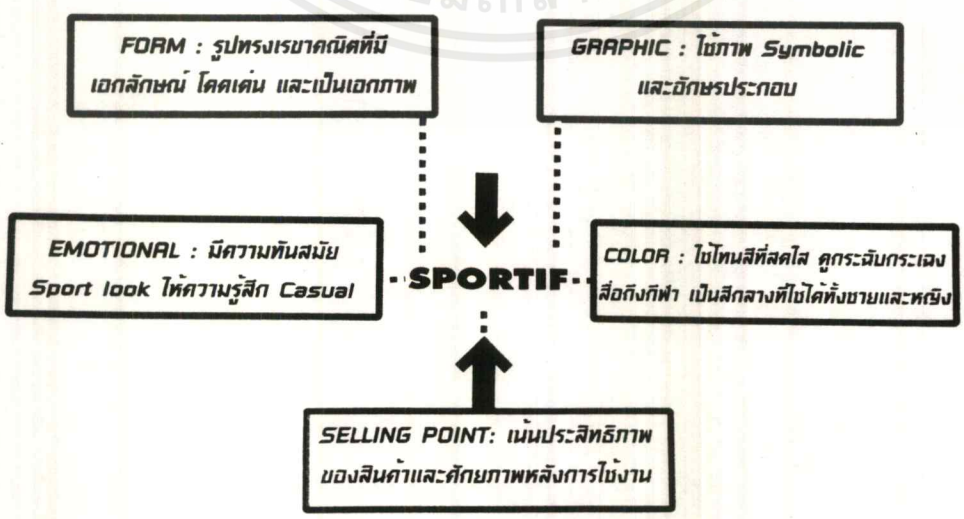 FORM : รูปทรงเรขาคณิตที่มี
เอกลักษณ์ โดดเด่น และเป็นเอกภาพ
GRAPHIC : ใช้ภาพ Symbolic
และอักษรประกอบ
EMOTIONAL : มีความทันสมัย
Sport look ให้ความรู้สึก Casual
SPORTIF
COLOR : ใช้โทนสีที่สดใส ดูกระฉับกระเฉง
สื่อถึงกีฬา เป็นสีกลางที่ใช้ได้ทั้งชายและหญิง
SELLING POINT: เน้นประสิทธิภาพ
ของสินค้าและศักยภาพหลังการใช้งาน